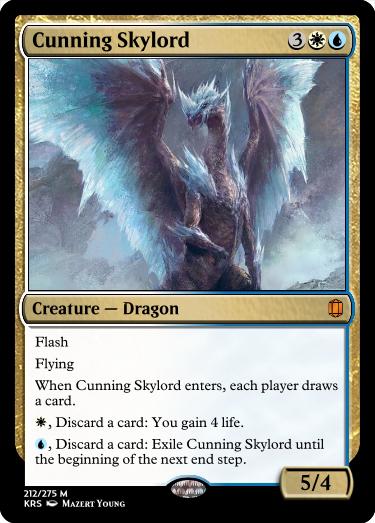 Cunning Skylord 3
Creature — Dragon
Flash
Flying
When Cunning Skylord enters, each player draws
a card.
, Discard a card: You gain 4 life.
, Discard a card: Exile Cunning Skylord until
the beginning of the next end step.
5/4
212/275 M
KRS Mazert Young